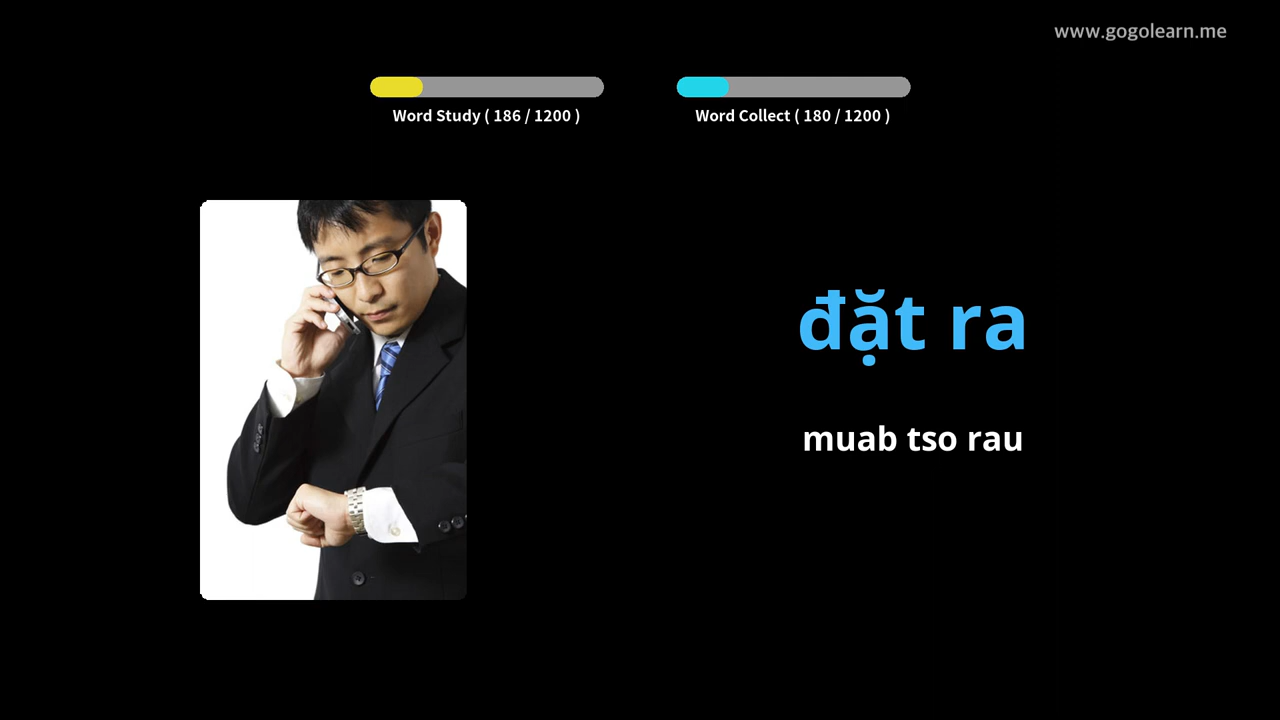 www.gogolearn.me
Word Study ( 186 / 1200 )
Word Collect ( 180 / 1200 )
đặt ra
muab tso rau